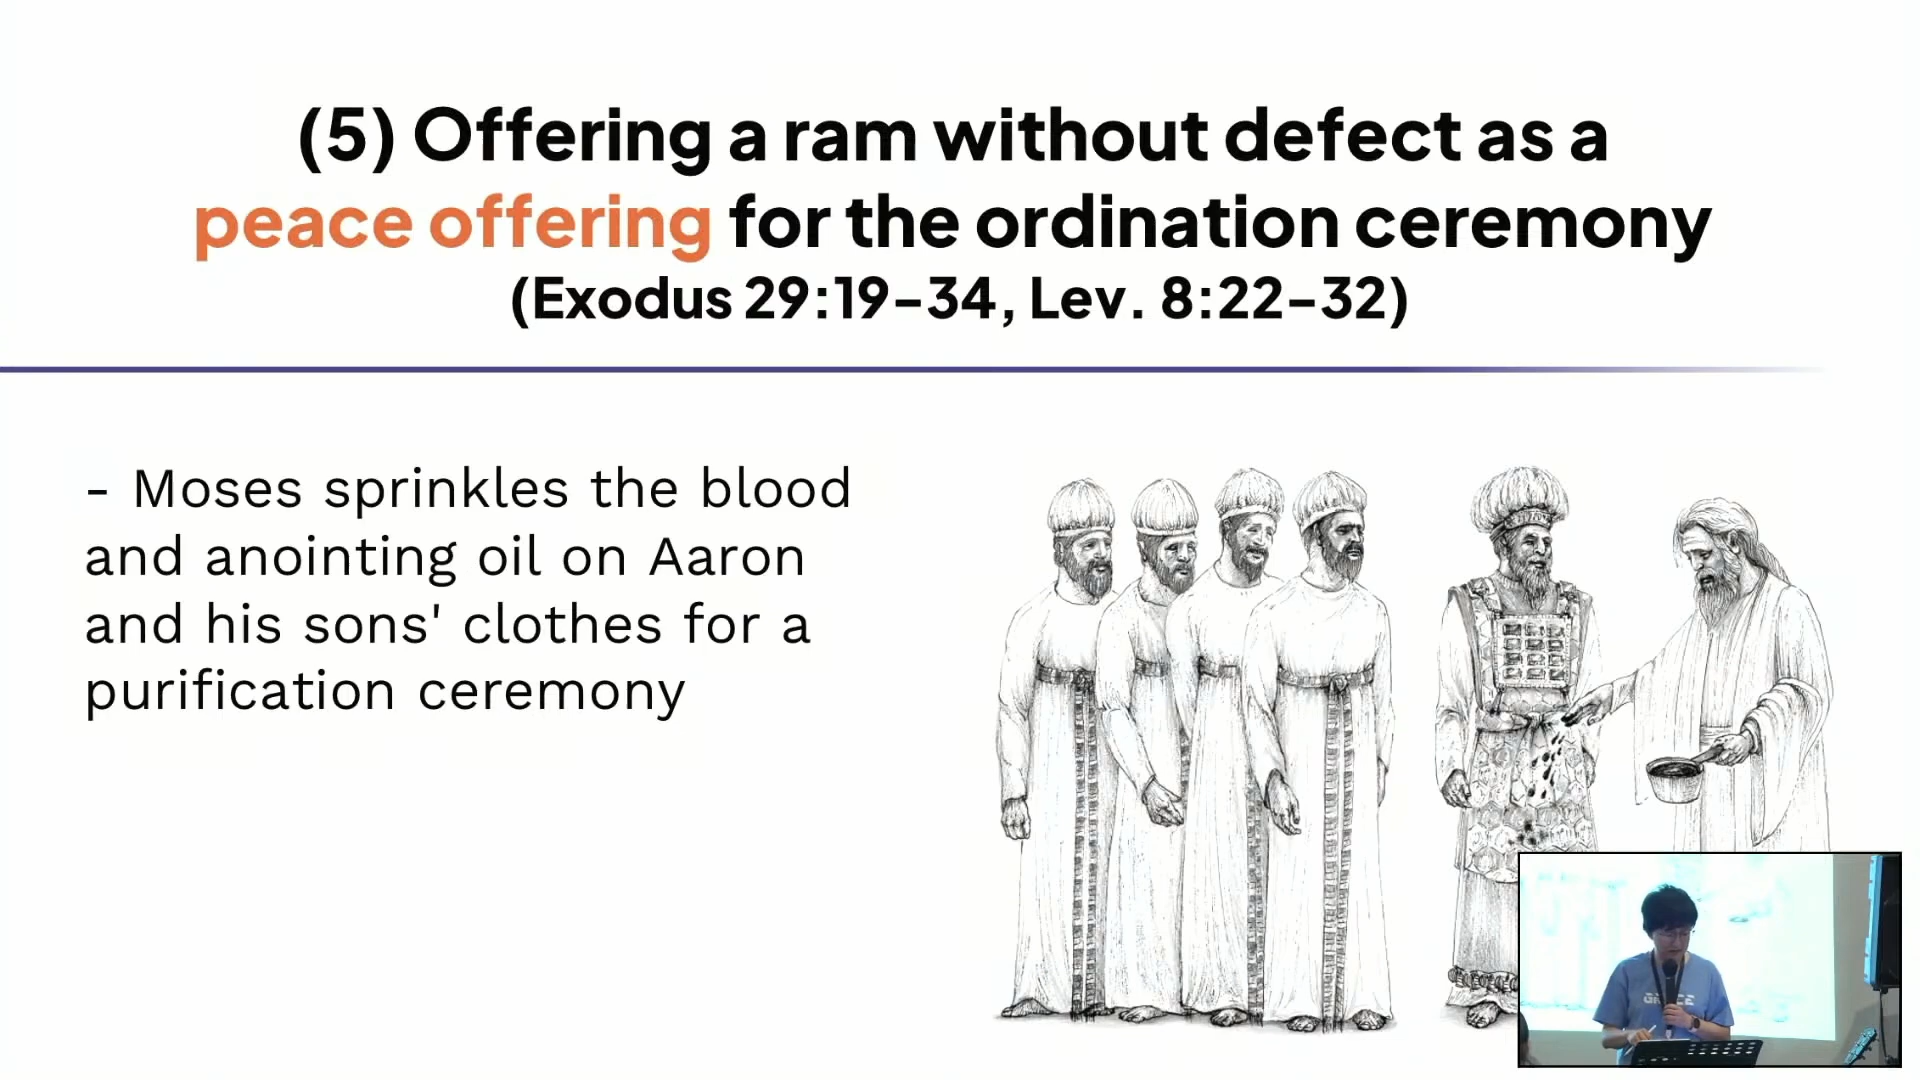 (5) Offering a ram without defect as a
peace offering for the ordination ceremony
(Exodus 29:19–34, Lev. 8:22–32)
- Moses sprinkles the blood
and anointing oil on Aaron
and his sons' clothes for a
purification ceremony
GRACE